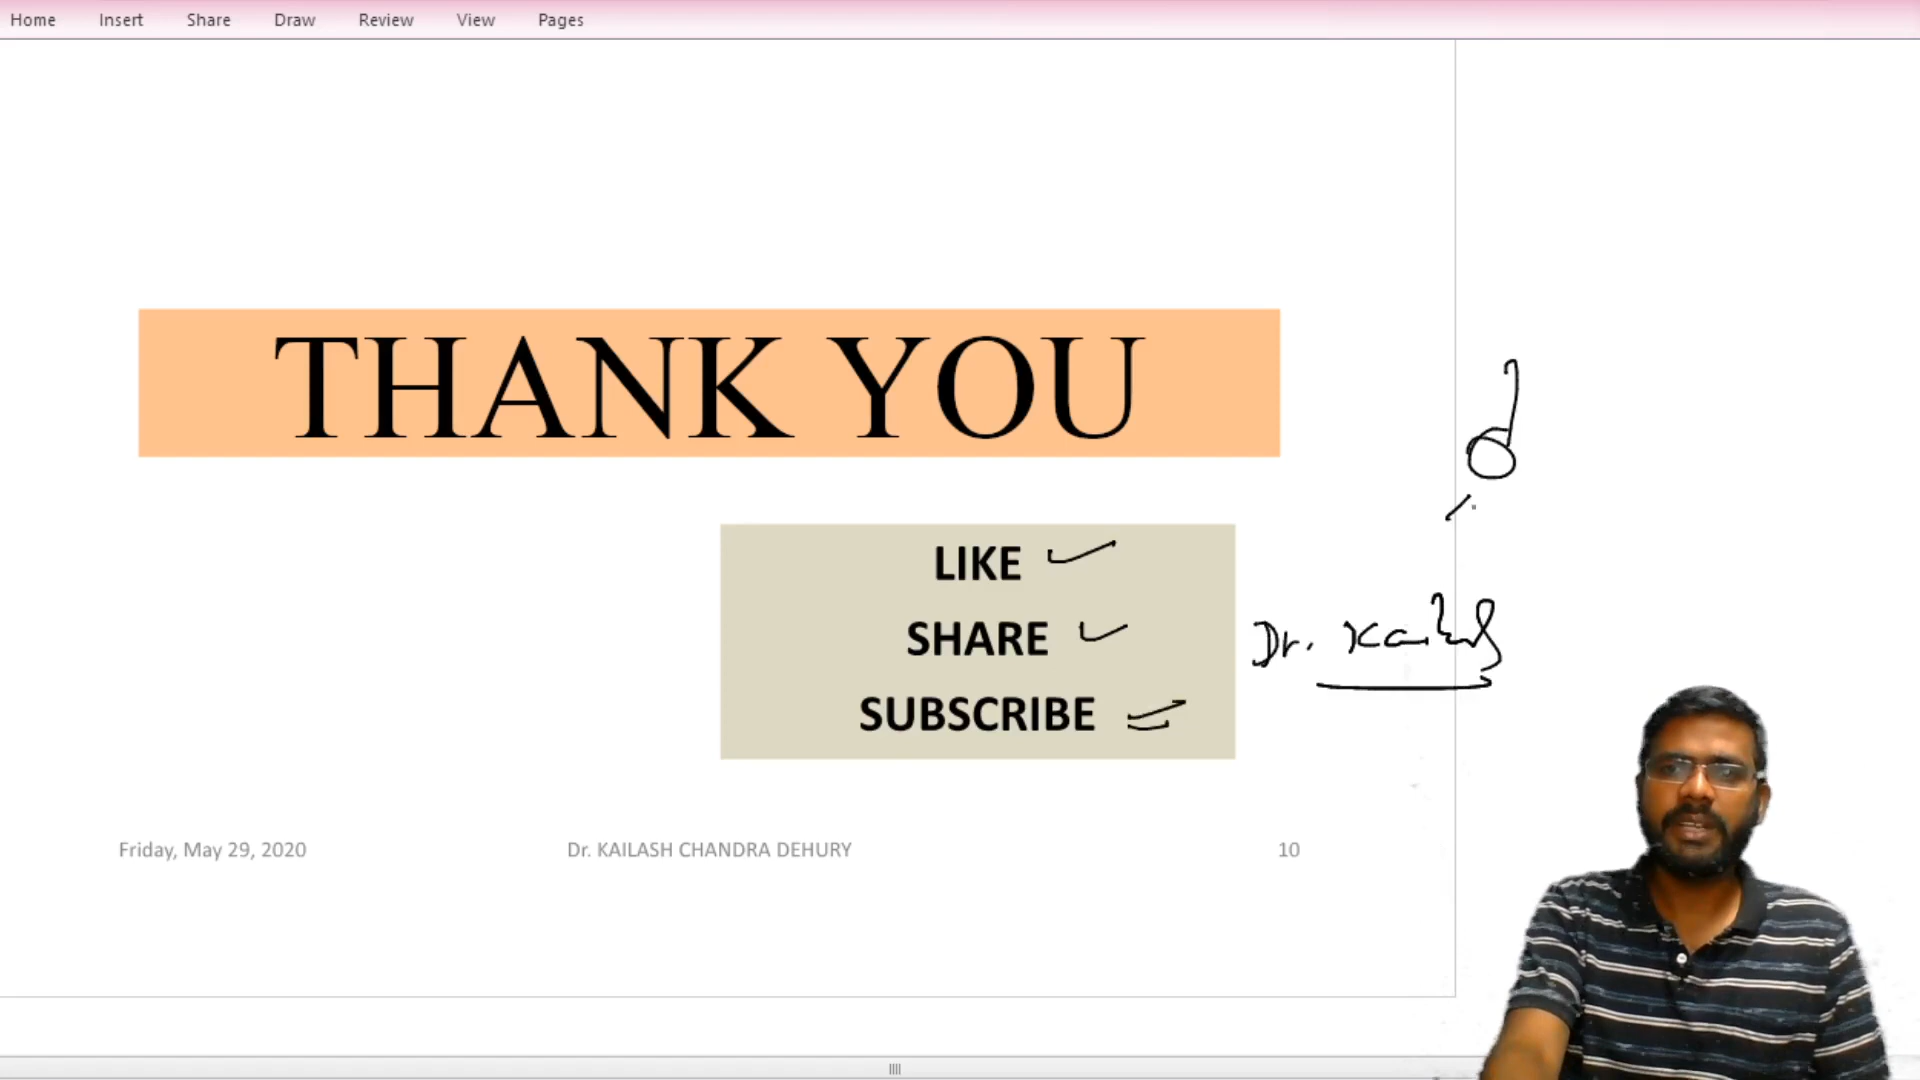 Home Insert Share Draw Review View Pages
THANK YOU
LIKE
SHARE
SUBSCRIBE
Dr. Kailash
Friday, May 29, 2020 Dr. KAILASH CHANDRA DEHURY 10